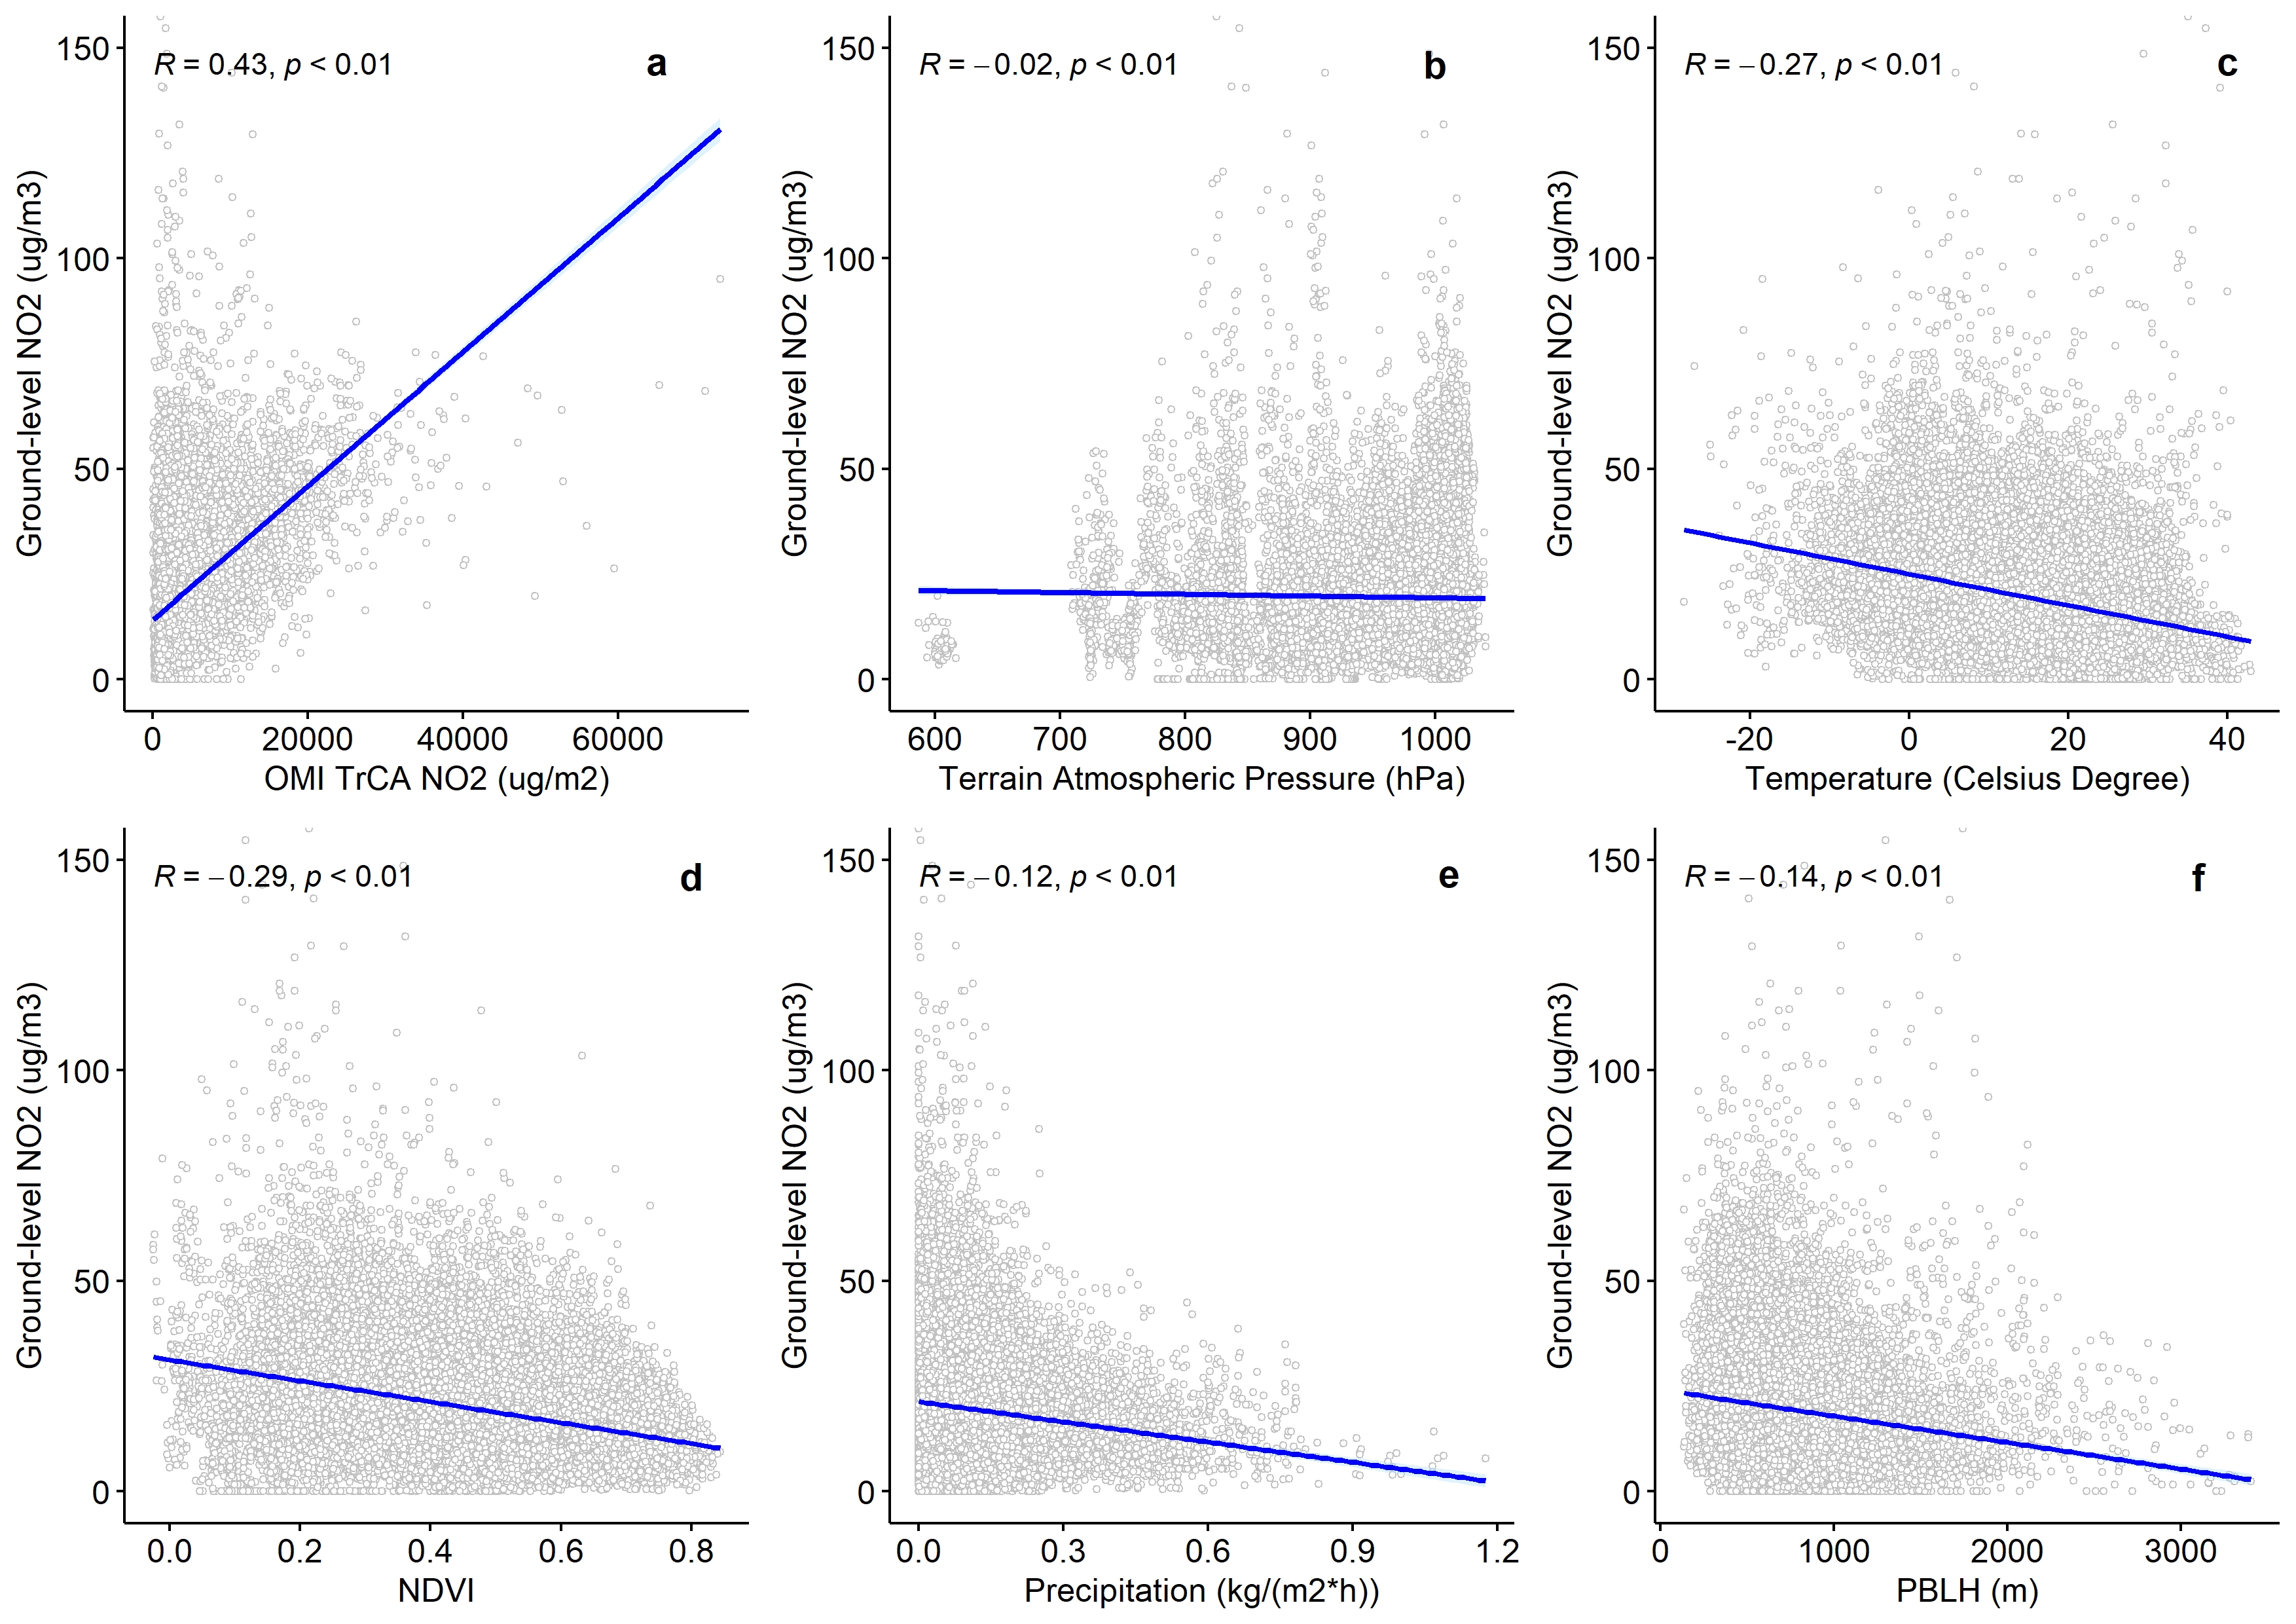 R = 0.43, p < 0.01
a
150
100
50
0
Ground-level NO2 (ug/m3)
0 20000 40000 60000
OMI TrCA NO2 (ug/m2)
R = −0.02, p < 0.01
b
150
100
50
0
Ground-level NO2 (ug/m3)
600 700 800 900 1000
Terrain Atmospheric Pressure (hPa)
R = −0.27, p < 0.01
c
150
100
50
0
Ground-level NO2 (ug/m3)
-20 0 20 40
Temperature (Celsius Degree)
R = −0.29, p < 0.01
d
150
100
50
0
Ground-level NO2 (ug/m3)
0.0 0.2 0.4 0.6 0.8
NDVI
R = −0.12, p < 0.01
e
150
100
50
0
Ground-level NO2 (ug/m3)
0.0 0.3 0.6 0.9 1.2
Precipitation (kg/(m2*h))
R = −0.14, p < 0.01
f
150
100
50
0
Ground-level NO2 (ug/m3)
0 1000 2000 3000
PBLH (m)